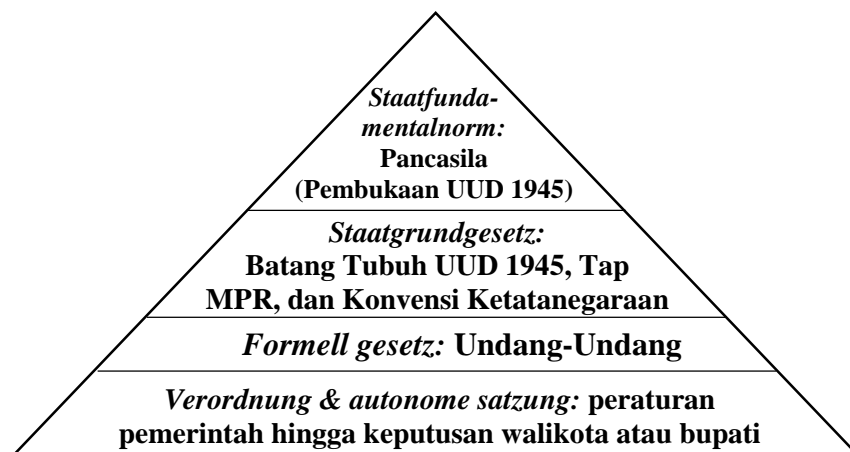 Staatfunda-
mentalnorm:
Pancasila
(Pembukaan UUD 1945)
Staatgrundgesetz:
Batang Tubuh UUD 1945, Tap
MPR, dan Konvensi Ketatanegaraan
Formell gesetz: Undang-Undang
Verordnung & autonome satzung: peraturan
pemerintah hingga keputusan walikota atau bupati